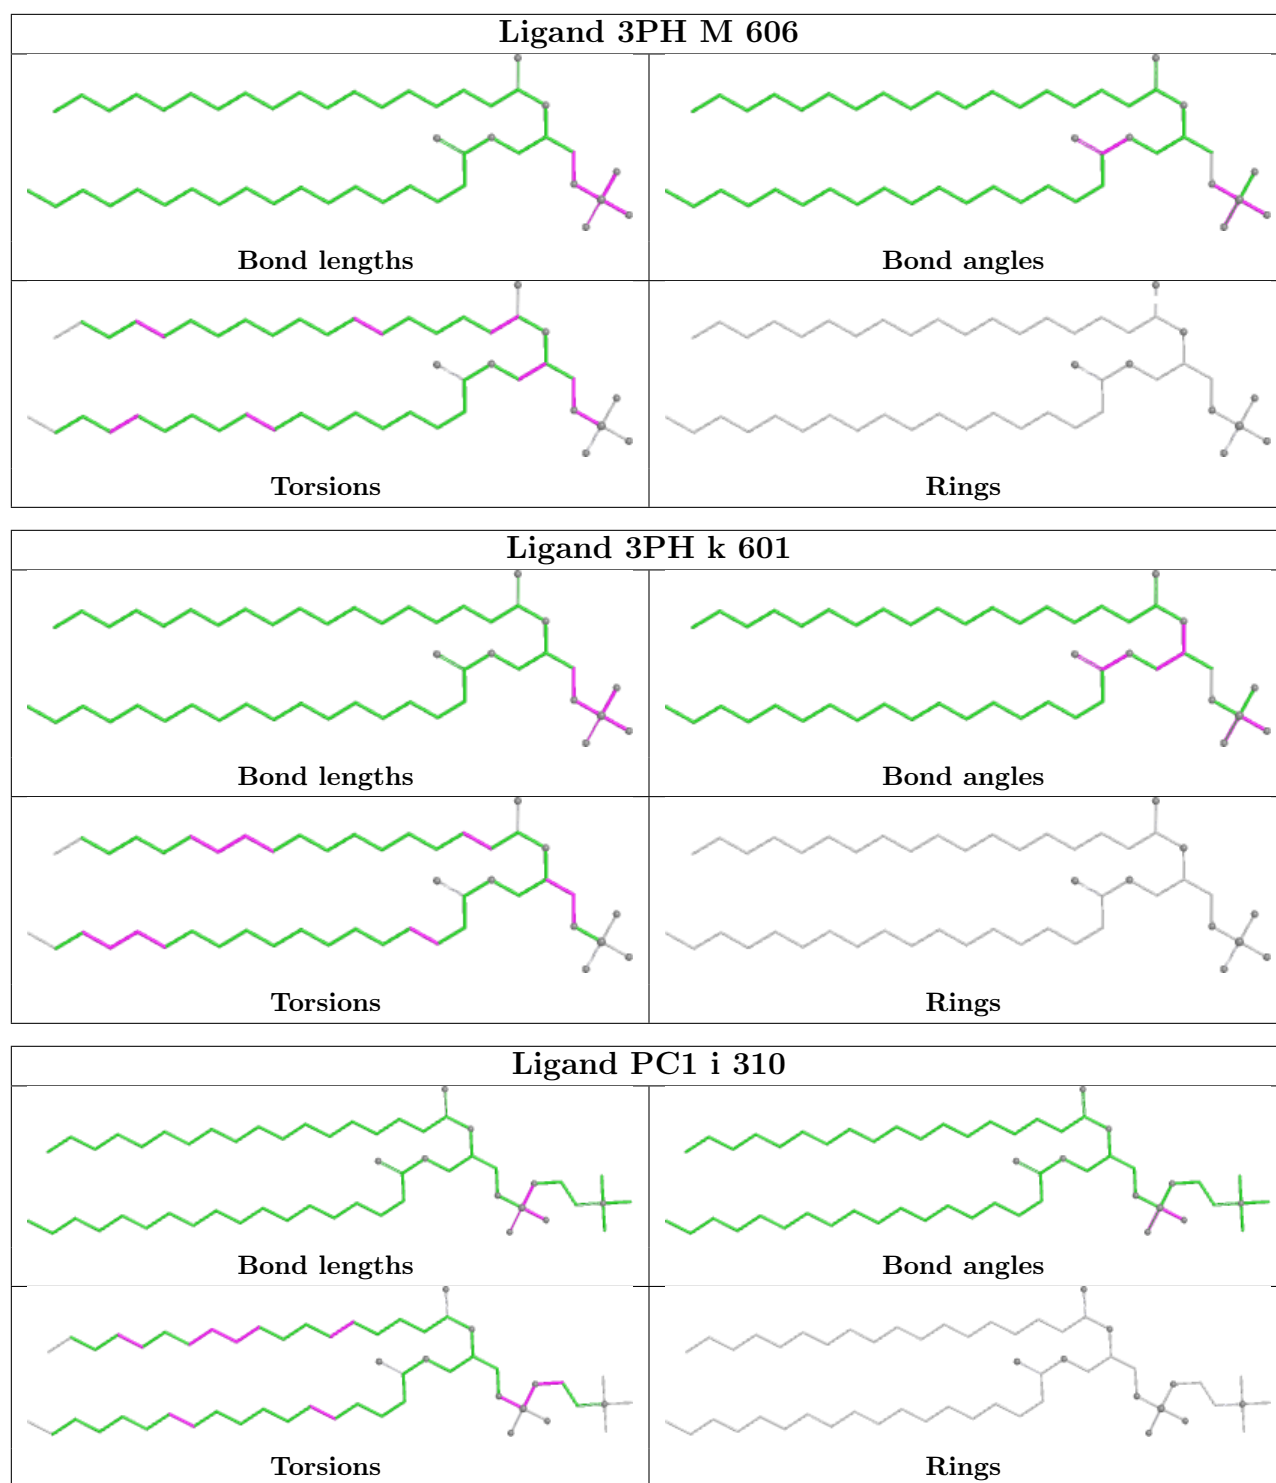 Ligand 3PH M 606
Bond lengths
Bond angles
Torsions
Rings
Ligand 3PH k 601
Bond lengths
Bond angles
Torsions
Rings
Ligand PC1 i 310
Bond lengths
Bond angles
Torsions
Rings